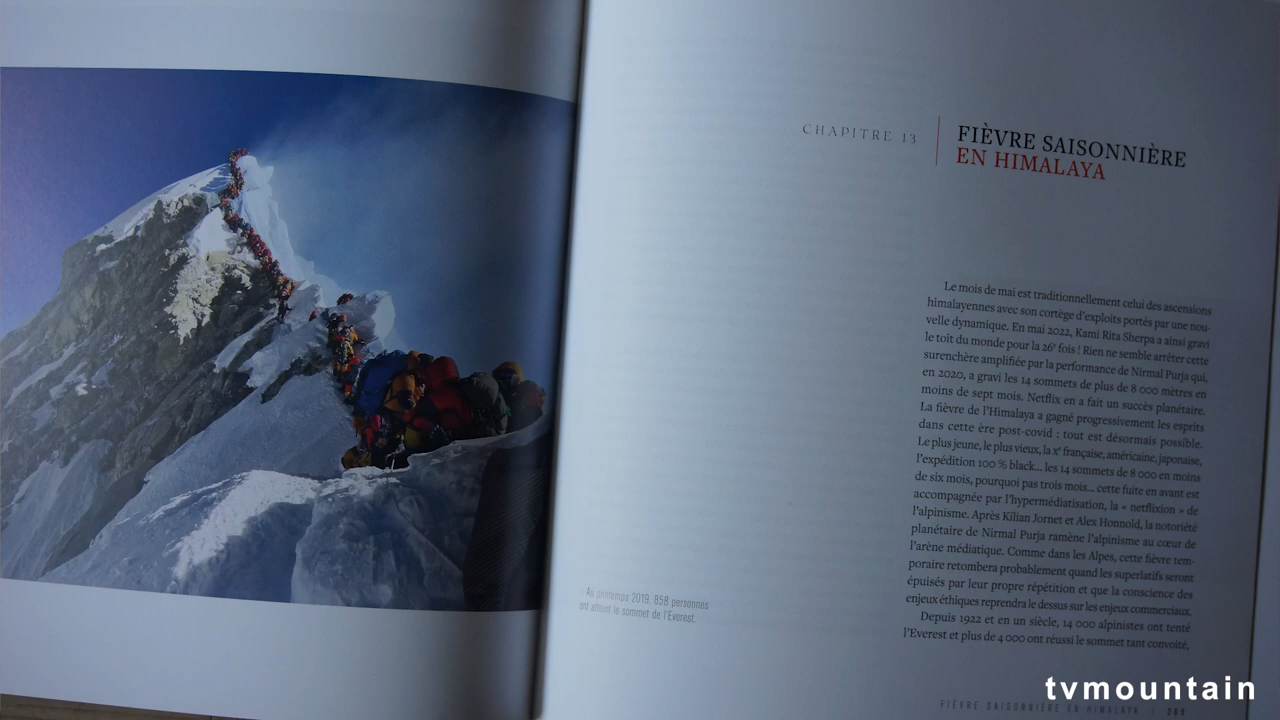 CHAPITRE 13
FIÈVRE SAISONNIÈRE
EN HIMALAYA
Le mois de mai est traditionnellement celui des ascensions
himalayennes avec son cortège d'exploits portés par une nou-
velle dynamique. En mai 2022, Kami Rita Sherpa a ainsi gravi
le toit du monde pour la 26e fois ! Rien ne semble arrêter cette
surenchère amplifiée par la performance de Nirmal Purja qui,
en 2020, a gravi les 14 sommets de plus de 8 000 mètres en
moins de sept mois. Netflix en a fait un succès planétaire.
La fièvre de l'Himalaya a gagné progressivement les esprits
dans cette ère post-covid : tout est désormais possible.
Le plus jeune, le plus vieux, la xe française, américaine, japonaise,
l'expédition 100 % black... les 14 sommets de 8 000 en moins
de six mois, pourquoi pas trois mois... cette fuite en avant est
accompagnée par l'hypermédiatisation, la « netflixion » de
l'alpinisme. Après Kilian Jornet et Alex Honnold, la notoriété
planétaire de Nirmal Purja ramène l'alpinisme au cœur de
l'arène médiatique. Comme dans les Alpes, cette fièvre tem-
poraire retombera probablement quand les superlatifs seront
épuisés par leur propre répétition et que la conscience des
enjeux éthiques reprendra le dessus sur les enjeux commerciaux.
Depuis 1922 et en un siècle, 14 000 alpinistes ont tenté
l'Everest et plus de 4 000 ont réussi le sommet tant convoité,
Au printemps 2019, 858 personnes
ont atteint le sommet de l'Everest.
FIÈVRE SAISONNIÈRE EN HIMALAYA |
tvmountain